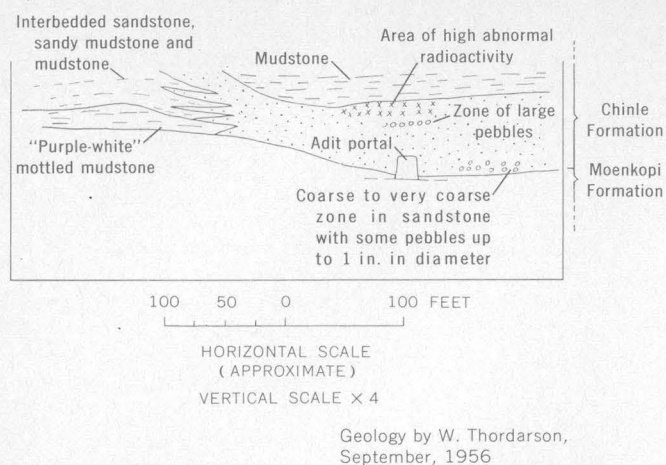 Interbedded sandstone,
sandy mudstone and
mudstone
Mudstone
Area of high abnormal
radioactivity
Zone of large
pebbles
Adit portal
"Purple-white"
mottled mudstone
Coarse to very coarse
zone in sandstone
with some pebbles up
to 1 in. in diameter
Chinle
Formation
Moenkopi
Formation
100 50 0 100 FEET
HORIZONTAL SCALE
( APPROXIMATE )
VERTICAL SCALE × 4
Geology by W. Thordarson,
September, 1956